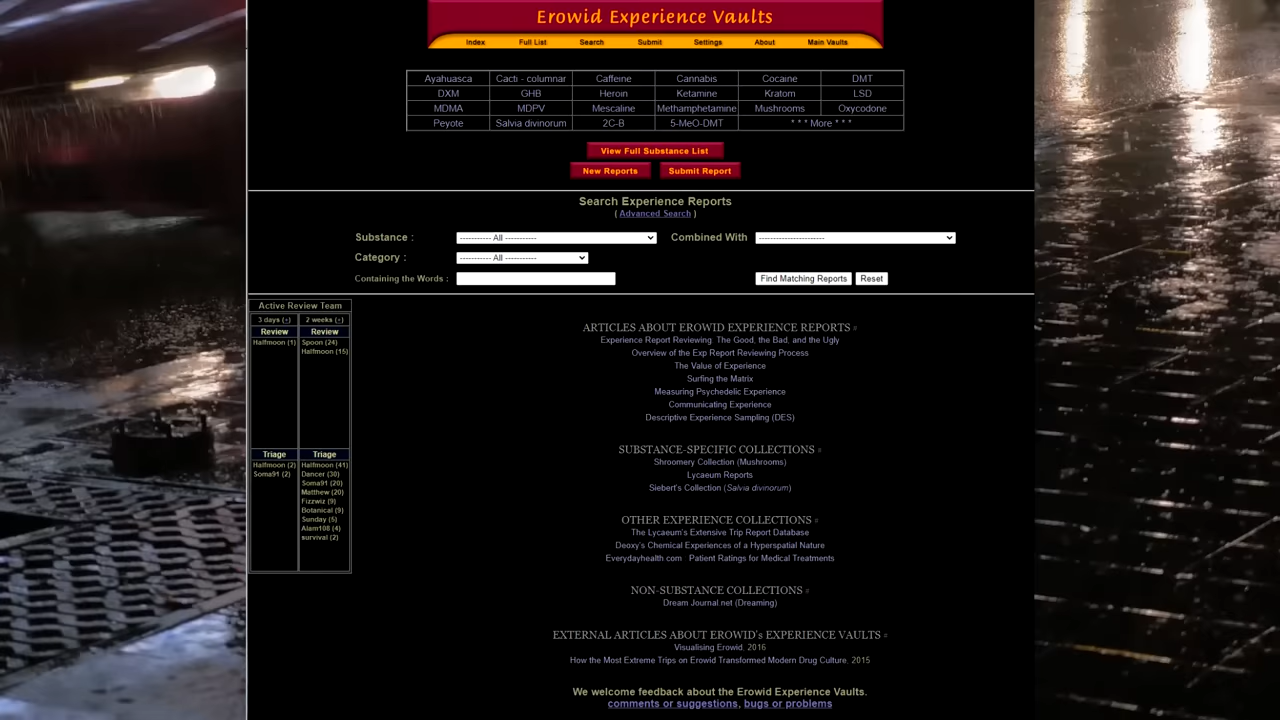 Erowid Experience Vaults
Index Full List Search Submit Settings About Main Vaults
Ayahuasca Cacti - columnar Caffeine Cannabis Cocaine DMT
DXM GHB Heroin Ketamine Kratom LSD
MDMA MDPV Mescaline Methamphetamine Mushrooms Oxycodone
Peyote Salvia divinorum 2C-B 5-MeO-DMT * * * More * * *
View Full Substance List
New Reports Submit Report
Search Experience Reports
( Advanced Search )
Substance : ----------- All ----------- Combined With ----------------------
Category : ----------- All -----------
Containing the Words : Find Matching Reports Reset
Active Review Team
3 days (-) 2 weeks (-)
Review Review
Halfmoon (1) Spoon (24)
Halfmoon (15)
Triage Triage
Halfmoon (2) Halfmoon (41)
Soma91 (2) Dancer (30)
Soma91 (20)
Matthew (20)
Fizzwiz (9)
Botanical (9)
Sunday (5)
Alam108 (4)
survival (2)
ARTICLES ABOUT EROWID EXPERIENCE REPORTS #
Experience Report Reviewing The Good, the Bad, and the Ugly
Overview of the Exp Report Reviewing Process
The Value of Experience
Surfing the Matrix
Measuring Psychedelic Experience
Communicating Experience
Descriptive Experience Sampling (DES)
SUBSTANCE-SPECIFIC COLLECTIONS #
Shroomery Collection (Mushrooms)
Lycaeum Reports
Siebert's Collection (Salvia divinorum)
OTHER EXPERIENCE COLLECTIONS #
The Lycaeum's Extensive Trip Report Database
Deoxy's Chemical Experiences of a Hyperspatial Nature
Everydayhealth com Patient Ratings for Medical Treatments
NON-SUBSTANCE COLLECTIONS #
Dream Journal net (Dreaming)
EXTERNAL ARTICLES ABOUT EROWID's EXPERIENCE VAULTS #
Visualising Erowid, 2016
How the Most Extreme Trips on Erowid Transformed Modern Drug Culture, 2015
We welcome feedback about the Erowid Experience Vaults.
comments or suggestions, bugs or problems